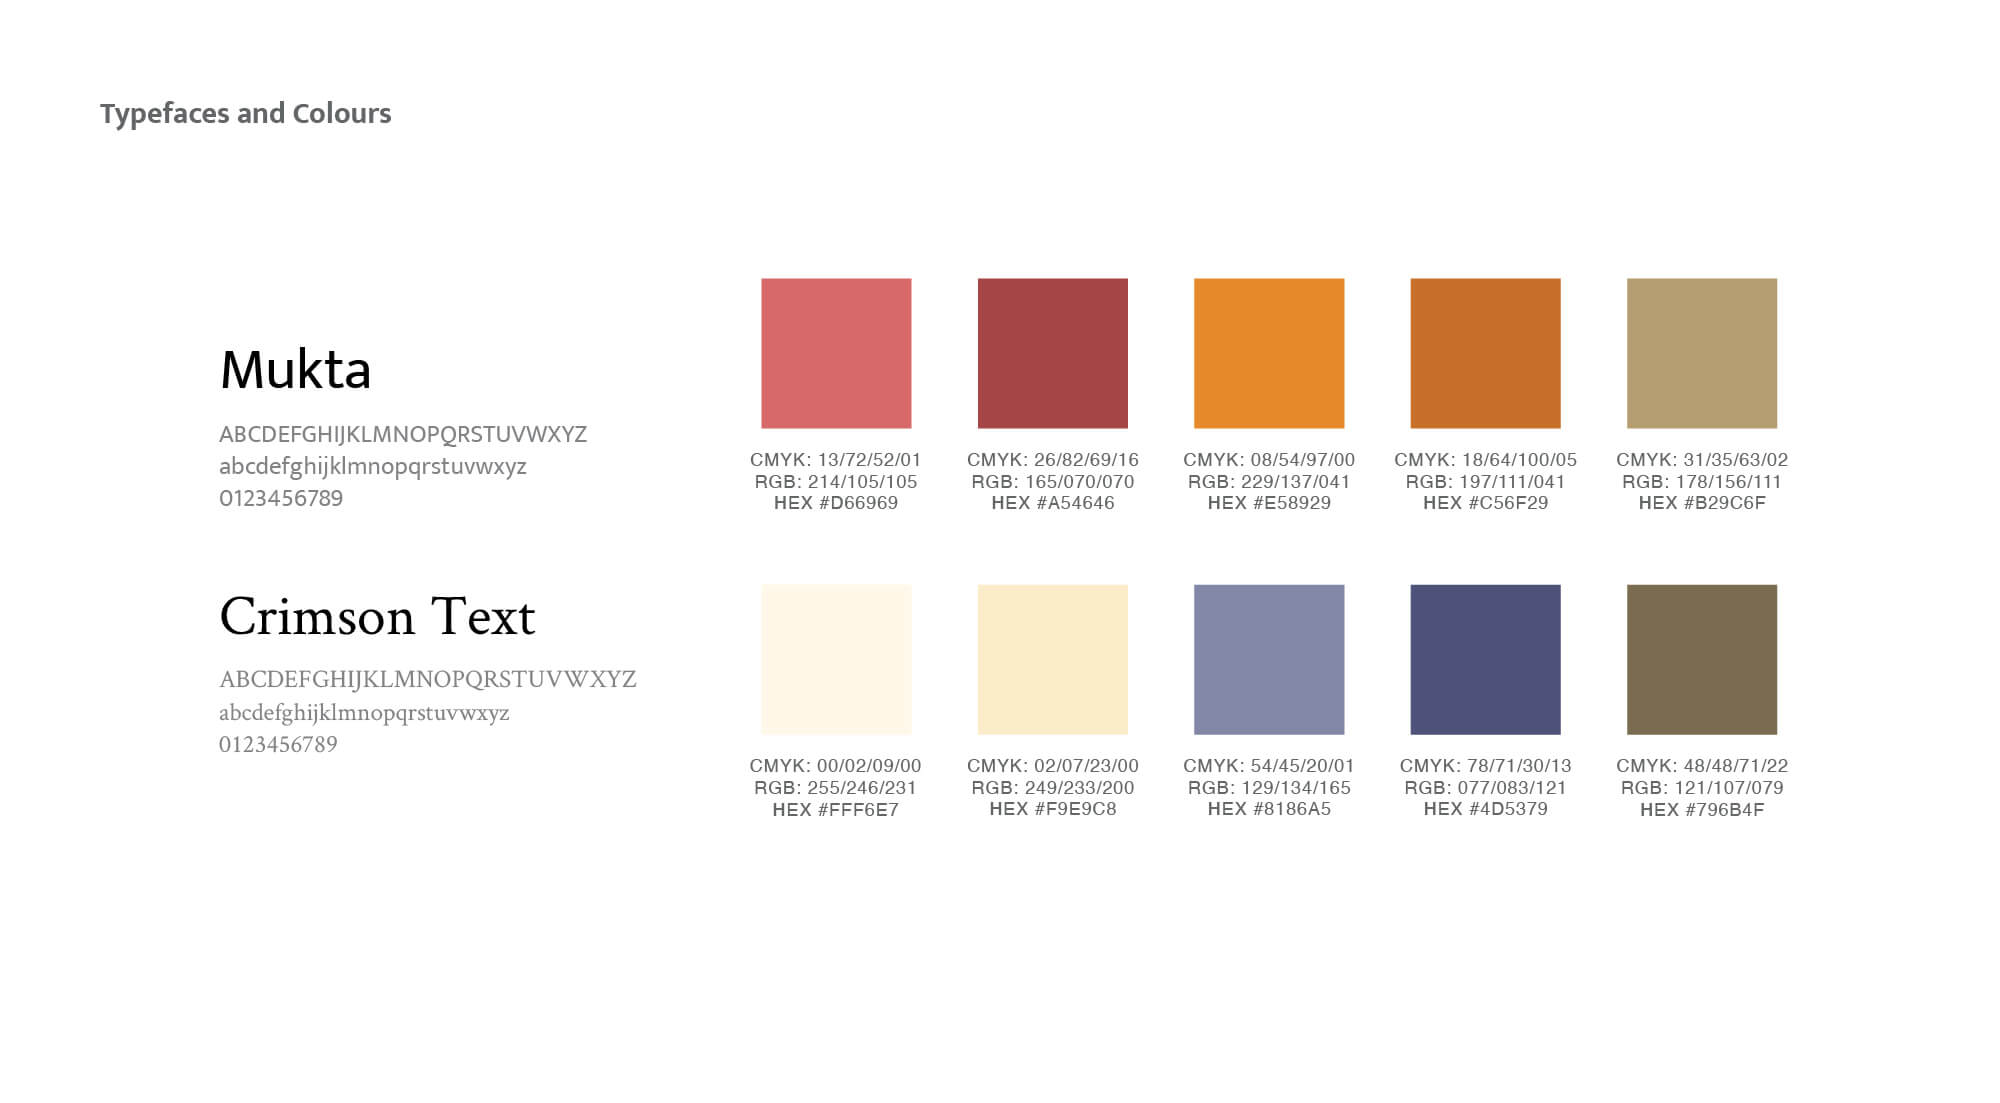 Typefaces and Colours
Mukta
ABCDEFGHIJKLMNOPQRSTUVWXYZ
abcdefghijklmnopqrstuvwxyz
0123456789
Crimson Text
ABCDEFGHIJKLMNOPQRSTUVWXYZ
abcdefghijklmnopqrstuvwxyz
0123456789
CMYK: 13/72/52/01
RGB: 214/105/105
HEX #D66969
CMYK: 26/82/69/16
RGB: 165/070/070
HEX #A54646
CMYK: 08/54/97/00
RGB: 229/137/041
HEX #E58929
CMYK: 18/64/100/05
RGB: 197/111/041
HEX #C56F29
CMYK: 31/35/63/02
RGB: 178/156/111
HEX #B29C6F
CMYK: 00/02/09/00
RGB: 255/246/231
HEX #FFF6E7
CMYK: 02/07/23/00
RGB: 249/233/200
HEX #F9E9C8
CMYK: 54/45/20/01
RGB: 129/134/165
HEX #8186A5
CMYK: 78/71/30/13
RGB: 077/083/121
HEX #4D5379
CMYK: 48/48/71/22
RGB: 121/107/079
HEX #796B4F